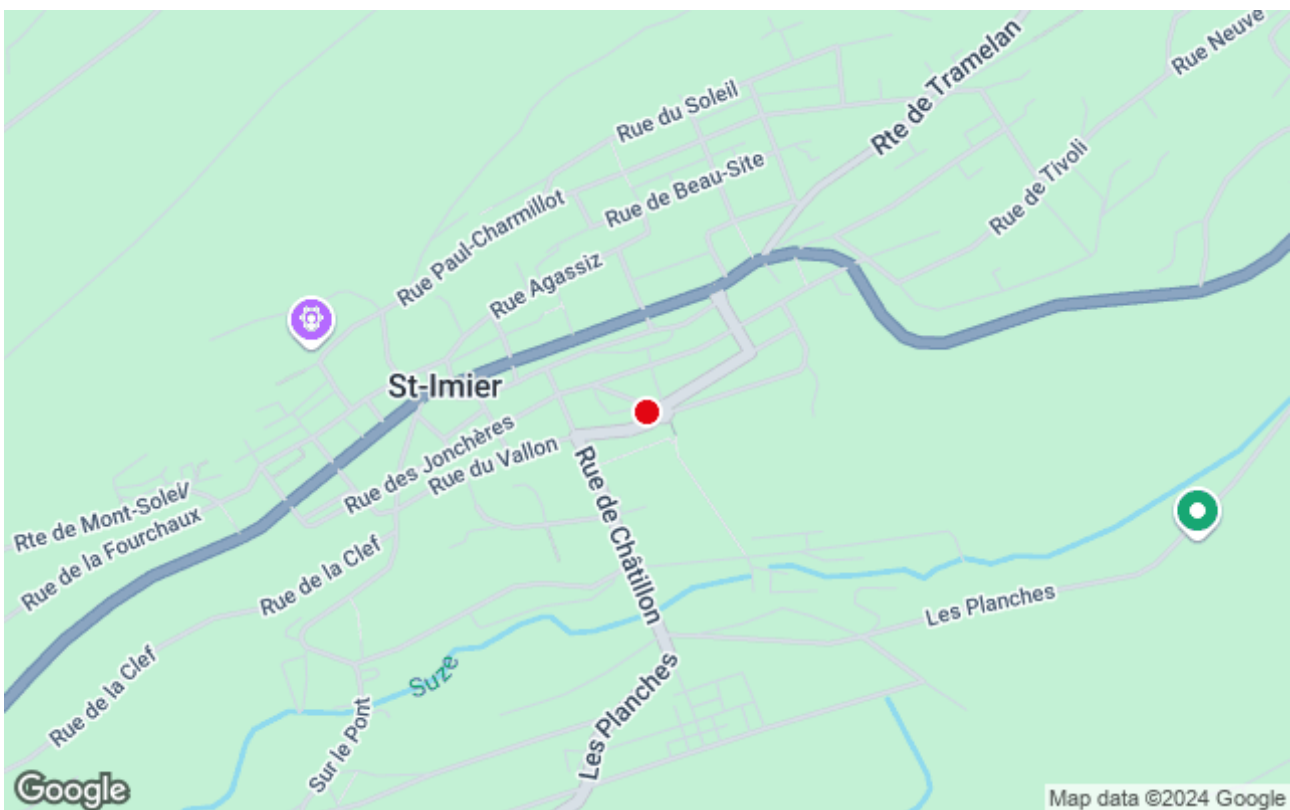 Rue Neuve
Rte de Tramelan
Rue du Soleil
Rue de Tivoli
Rue de Beau-Site
Rue Paul-Charmillot
Rue Agassiz
St-Imier
Rue des Jonchères
Rue du Vallon
Rte de Mont-Soleil
Rue de la Fourchaux
Rue de Châtillon
Rue de la Clef
Les Planches
Suze
Rue de la Clef
Les Planches
Sur le Pont
Google
Map data ©2024 Google